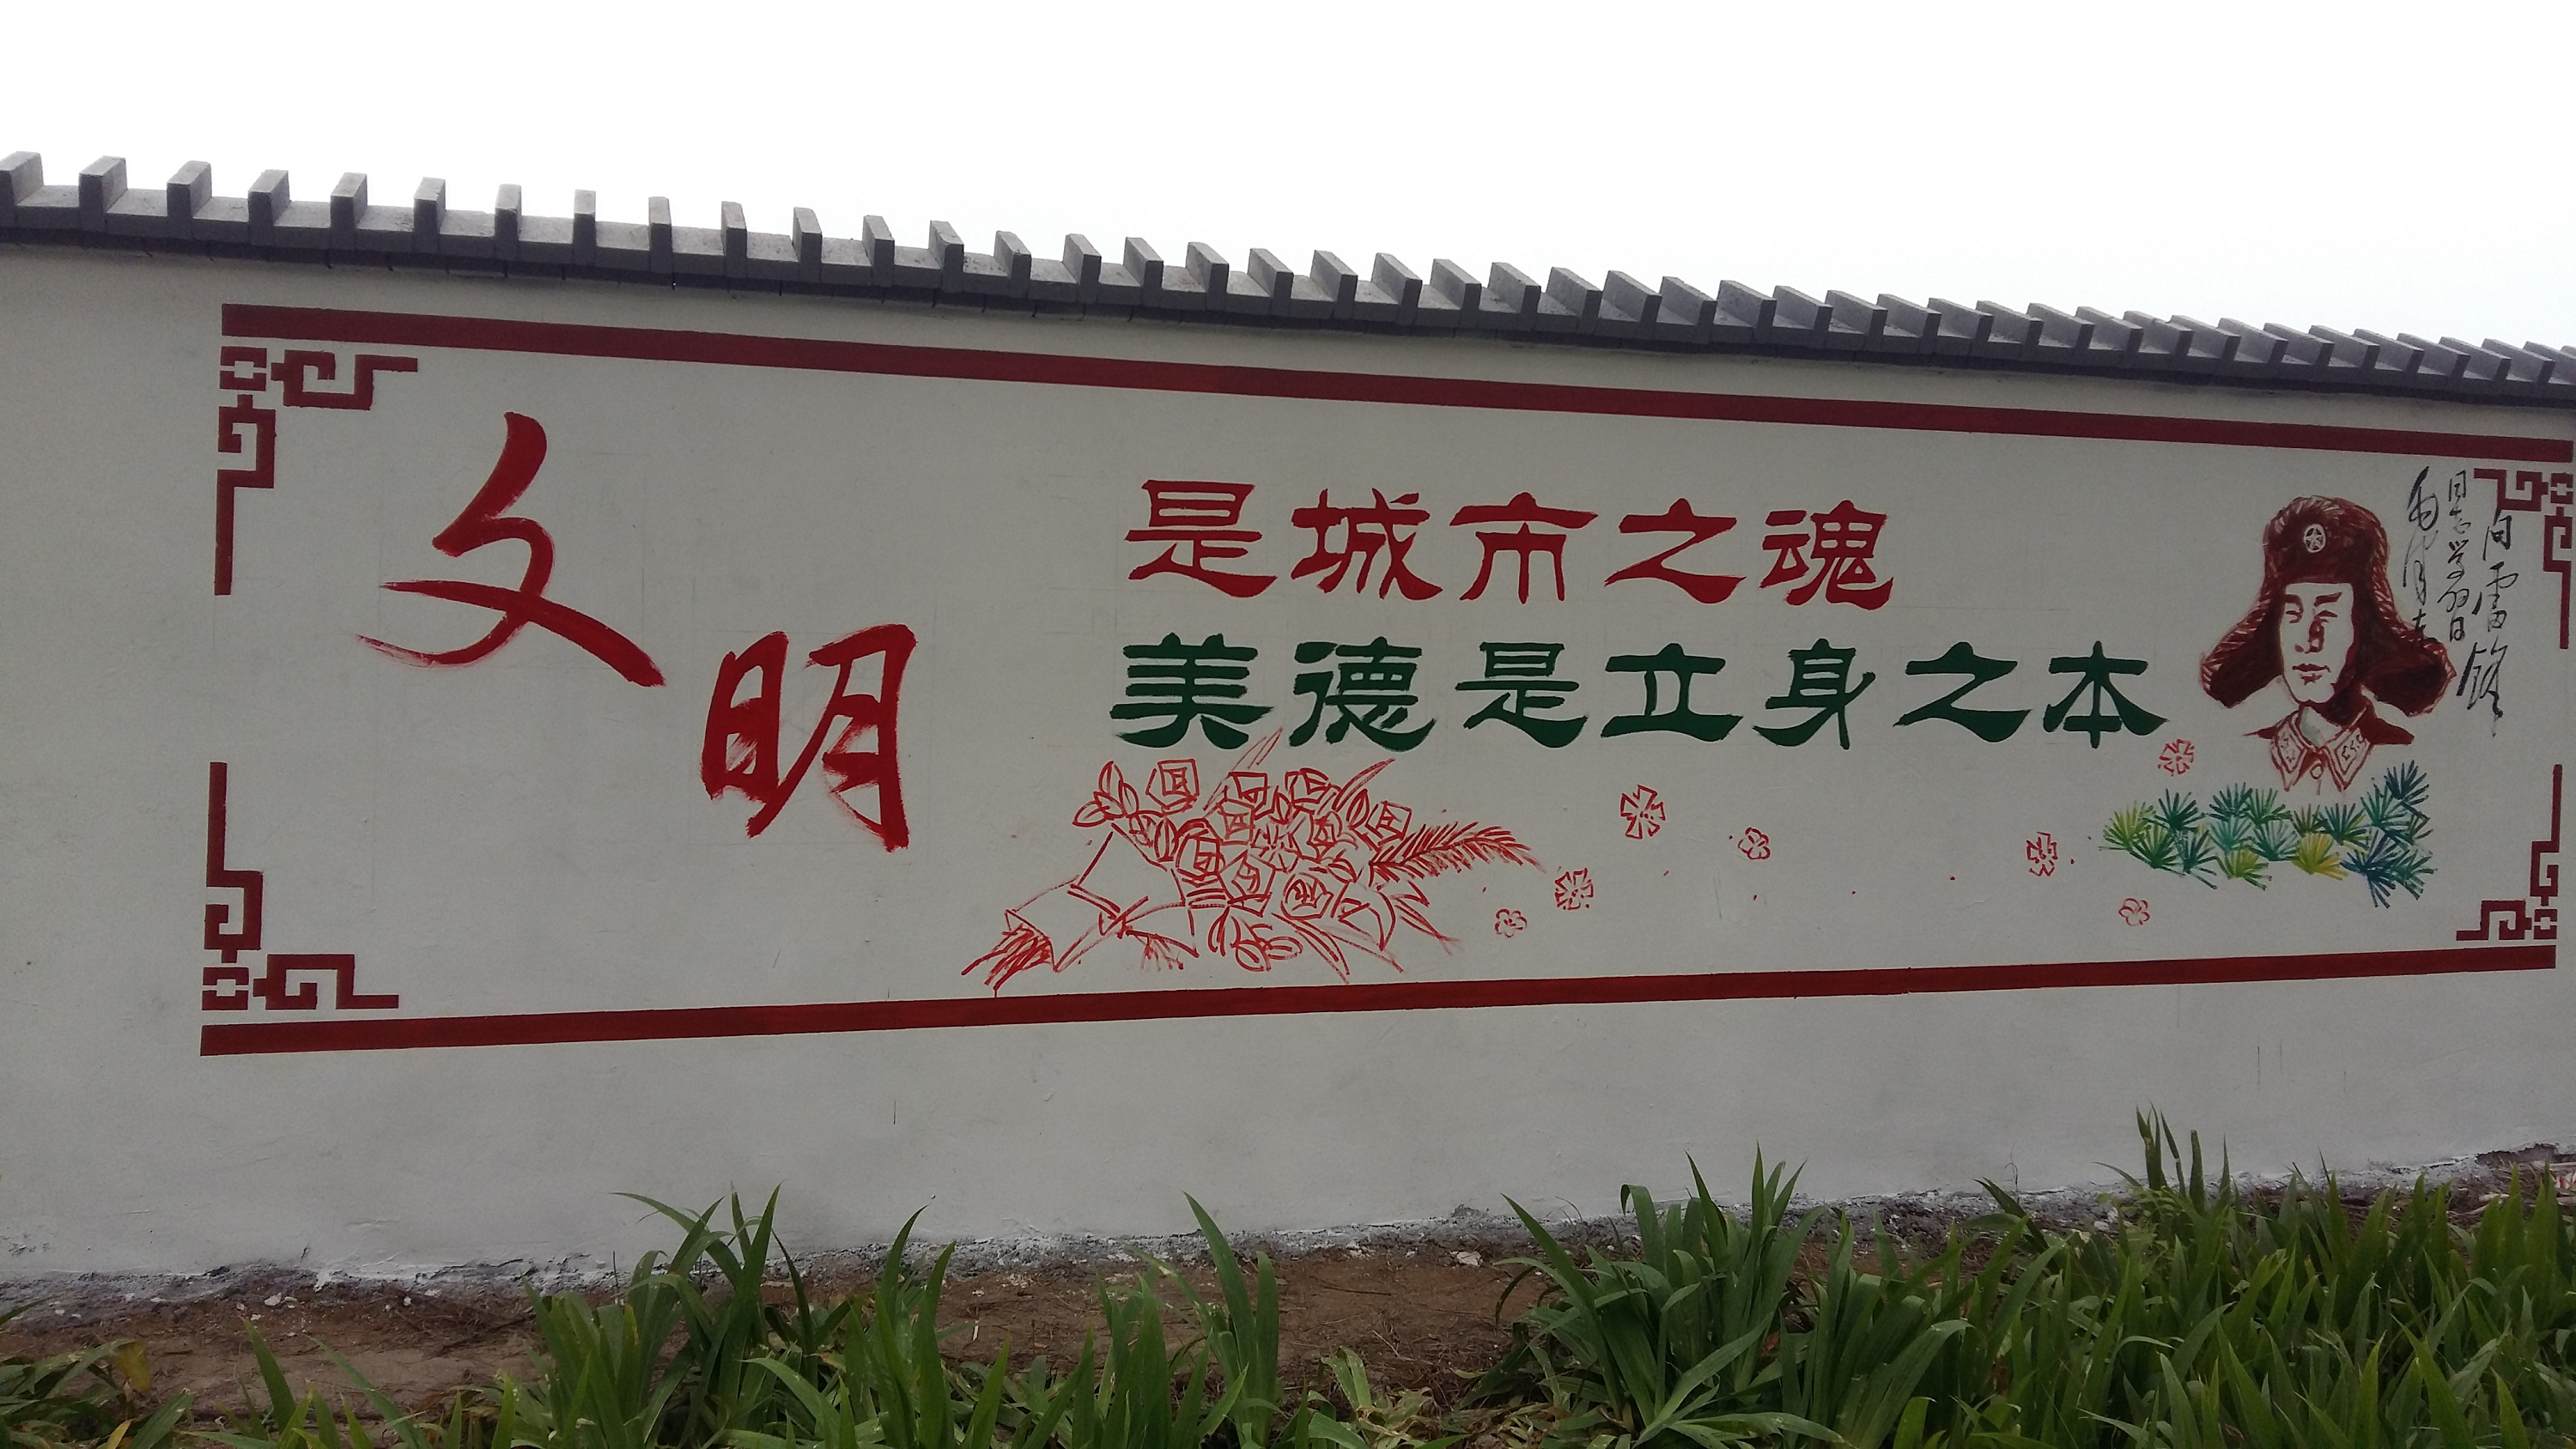 文明
是城市之魂
美德是立身之本
向雷锋
同志学习
毛泽东